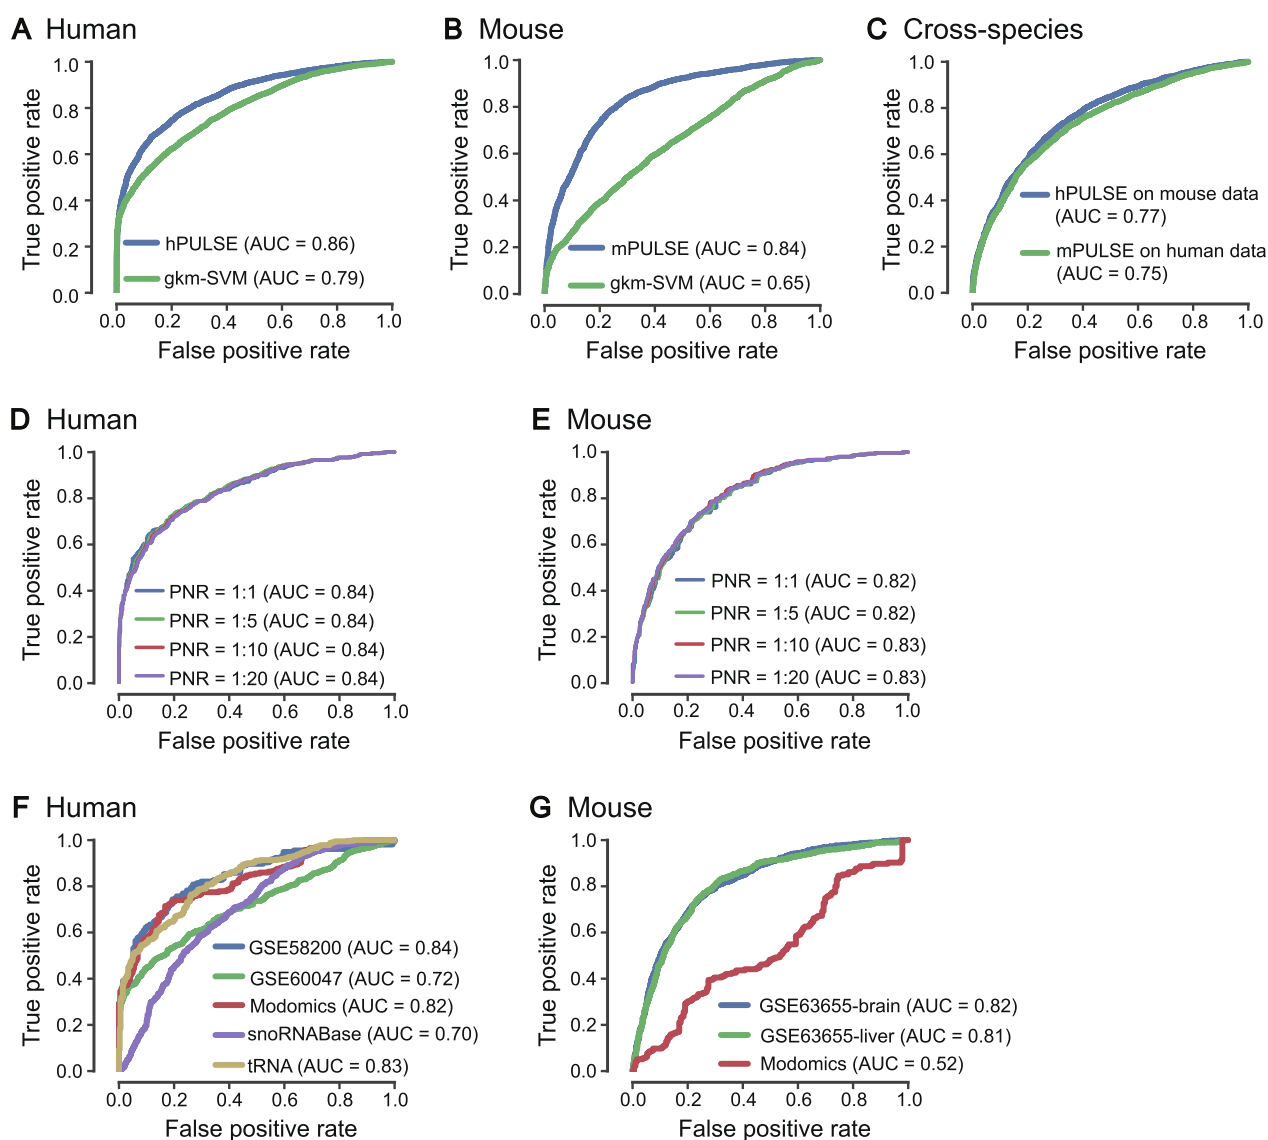 A Human
1.0
0.8
0.6
0.4
0.2
0.0
True positive rate
hPULSE (AUC = 0.86)
gkm-SVM (AUC = 0.79)
0.0 0.2 0.4 0.6 0.8 1.0
False positive rate
B Mouse
1.0
0.8
0.6
0.4
0.2
0.0
True positive rate
mPULSE (AUC = 0.84)
gkm-SVM (AUC = 0.65)
0.0 0.2 0.4 0.6 0.8 1.0
False positive rate
C Cross-species
1.0
0.8
0.6
0.4
0.2
0.0
True positive rate
hPULSE on mouse data
(AUC = 0.77)
mPULSE on human data
(AUC = 0.75)
0.0 0.2 0.4 0.6 0.8 1.0
False positive rate
D Human
1.0
0.8
0.6
0.4
0.2
0.0
True positive rate
PNR = 1:1 (AUC = 0.84)
PNR = 1:5 (AUC = 0.84)
PNR = 1:10 (AUC = 0.84)
PNR = 1:20 (AUC = 0.84)
0.0 0.2 0.4 0.6 0.8 1.0
False positive rate
E Mouse
1.0
0.8
0.6
0.4
0.2
0.0
True positive rate
PNR = 1:1 (AUC = 0.82)
PNR = 1:5 (AUC = 0.82)
PNR = 1:10 (AUC = 0.83)
PNR = 1:20 (AUC = 0.83)
0.0 0.2 0.4 0.6 0.8 1.0
False positive rate
F Human
1.0
0.8
0.6
0.4
0.2
0.0
True positive rate
GSE58200 (AUC = 0.84)
GSE60047 (AUC = 0.72)
Modomics (AUC = 0.82)
snoRNABase (AUC = 0.70)
tRNA (AUC = 0.83)
0.0 0.2 0.4 0.6 0.8 1.0
False positive rate
G Mouse
1.0
0.8
0.6
0.4
0.2
0.0
True positive rate
GSE63655-brain (AUC = 0.82)
GSE63655-liver (AUC = 0.81)
Modomics (AUC = 0.52)
0.0 0.2 0.4 0.6 0.8 1.0
False positive rate